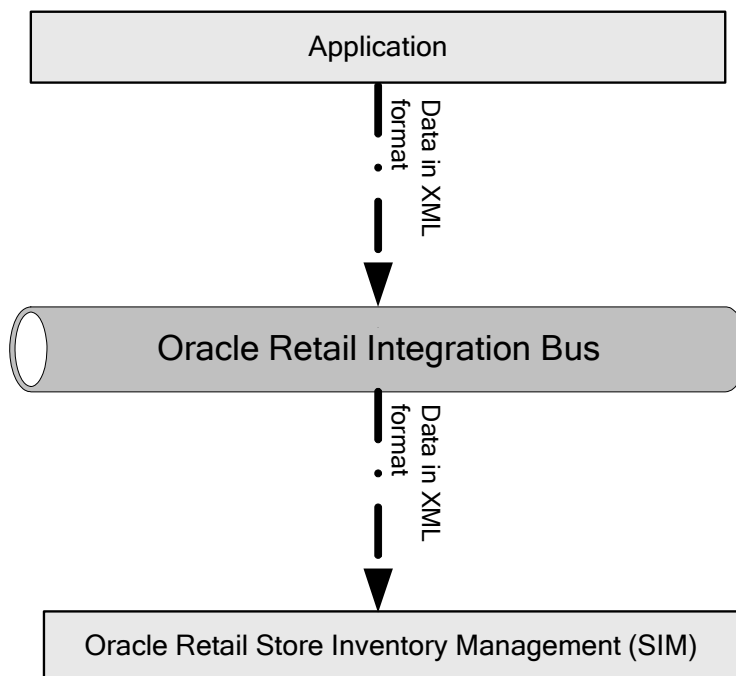 Application
Data in XML
format
Oracle Retail Integration Bus
Data in XML
format
Oracle Retail Store Inventory Management (SIM)